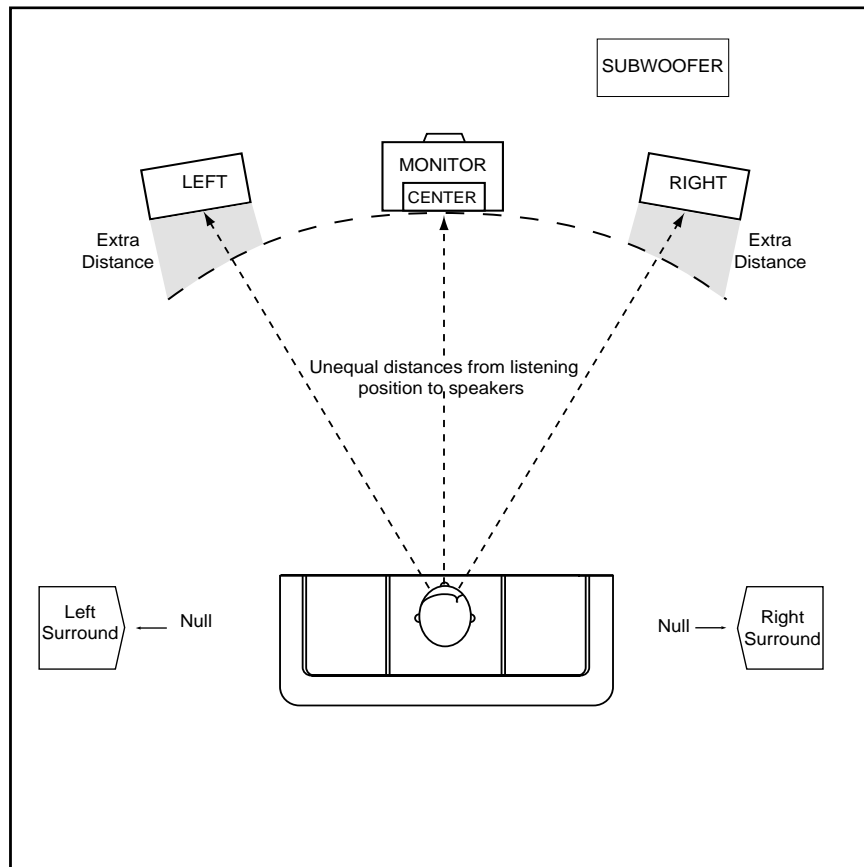 SUBWOOFER
LEFT
MONITOR
CENTER
RIGHT
Extra
Distance
Extra
Distance
Unequal distances from listening
position to speakers
Left
Surround
Null
Null
Right
Surround